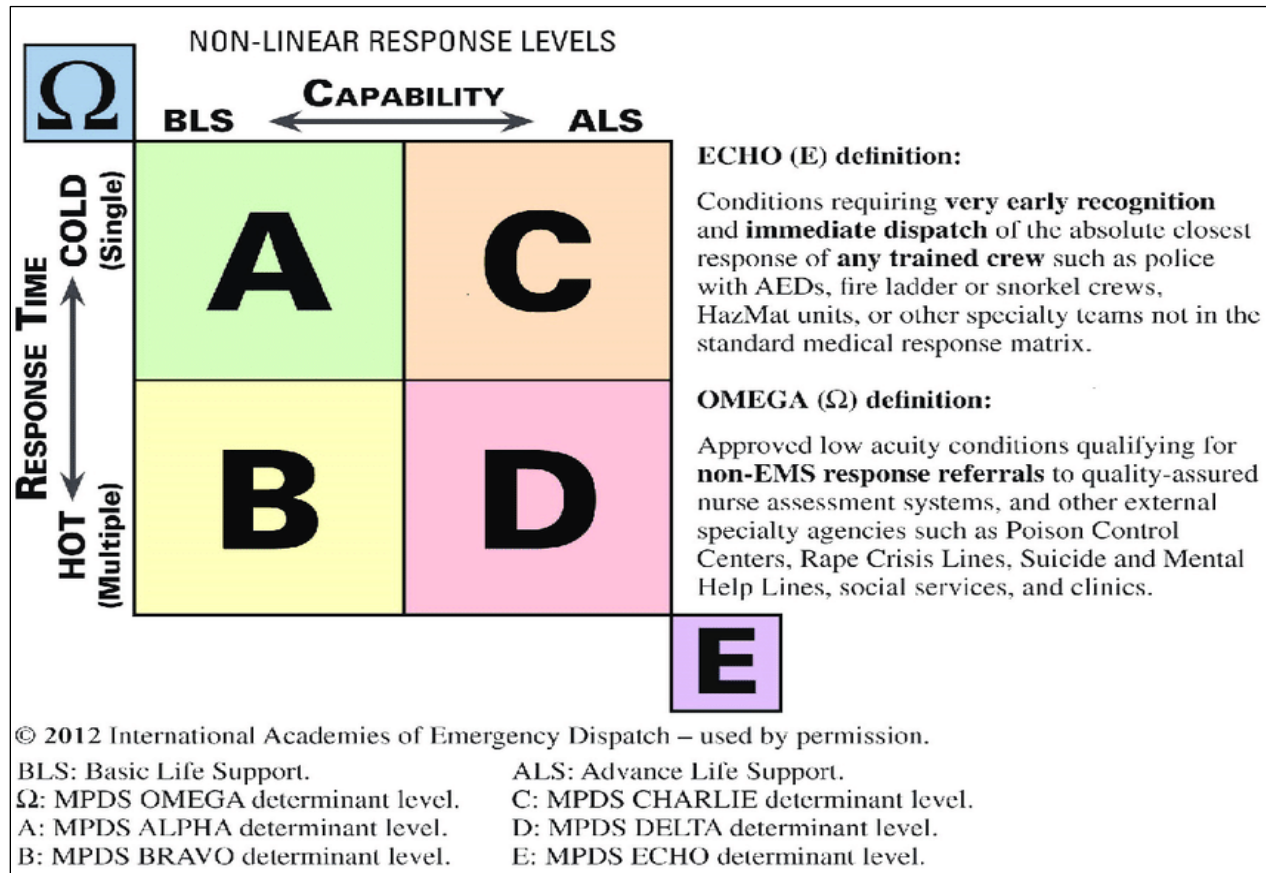 NON-LINEAR RESPONSE LEVELS
Ω
CAPABILITY
BLS
ALS
RESPONSE TIME
COLD
(Single)
HOT
(Multiple)
A
C
B
D
E
ECHO (E) definition:
Conditions requiring very early recognition
and immediate dispatch of the absolute closest
response of any trained crew such as police
with AEDs, fire ladder or snorkel crews,
HazMat units, or other specialty teams not in the
standard medical response matrix.
OMEGA (Ω) definition:
Approved low acuity conditions qualifying for
non-EMS response referrals to quality-assured
nurse assessment systems, and other external
specialty agencies such as Poison Control
Centers, Rape Crisis Lines, Suicide and Mental
Help Lines, social services, and clinics.
© 2012 International Academies of Emergency Dispatch – used by permission.
BLS: Basic Life Support.
ALS: Advance Life Support.
Ω: MPDS OMEGA determinant level.
C: MPDS CHARLIE determinant level.
A: MPDS ALPHA determinant level.
D: MPDS DELTA determinant level.
B: MPDS BRAVO determinant level.
E: MPDS ECHO determinant level.